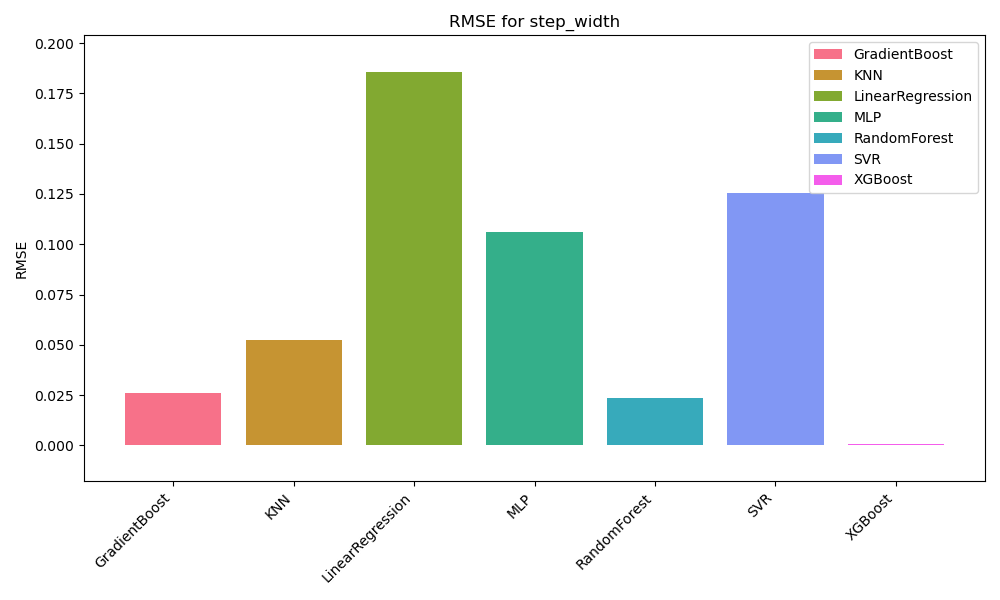 RMSE for step_width
0.200
0.175
0.150
0.125
0.100
0.075
0.050
0.025
0.000
RMSE
GradientBoost
KNN
LinearRegression
MLP
RandomForest
SVR
XGBoost
GradientBoost
KNN
LinearRegression
MLP
RandomForest
SVR
XGBoost